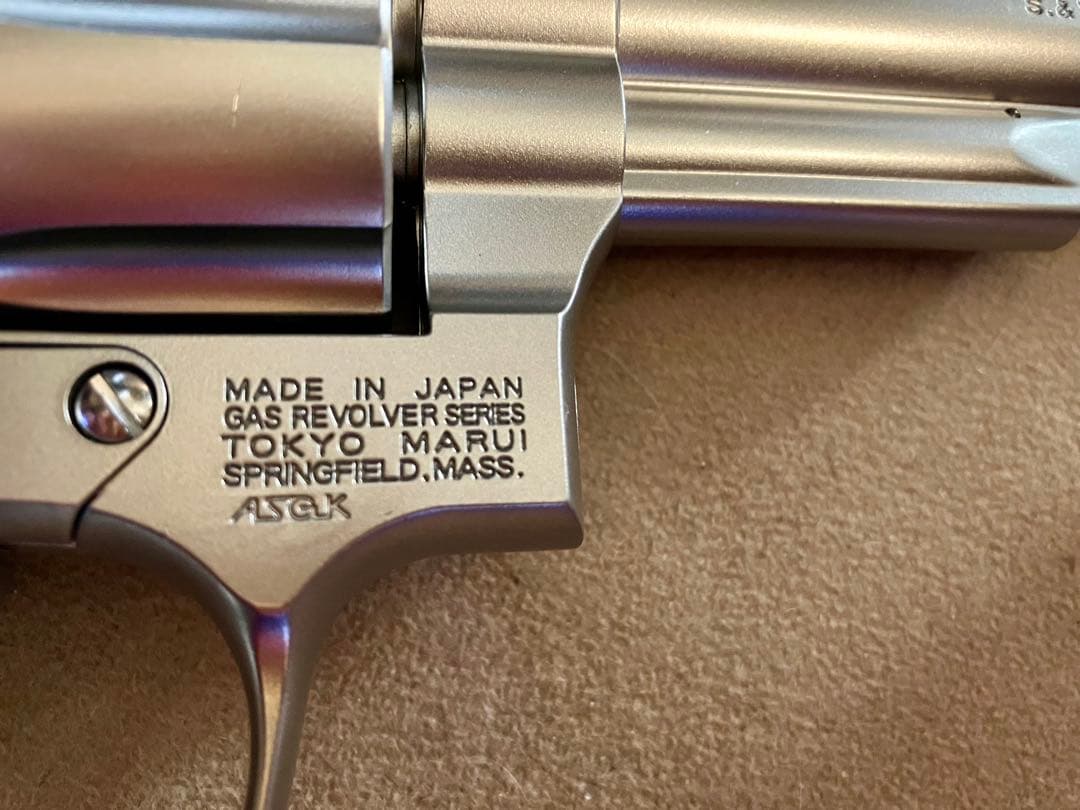 S.&
MADE IN JAPAN
GAS REVOLVER SERIES
TOKYO MARUI
SPRINGFIELD,MASS.
ASGK